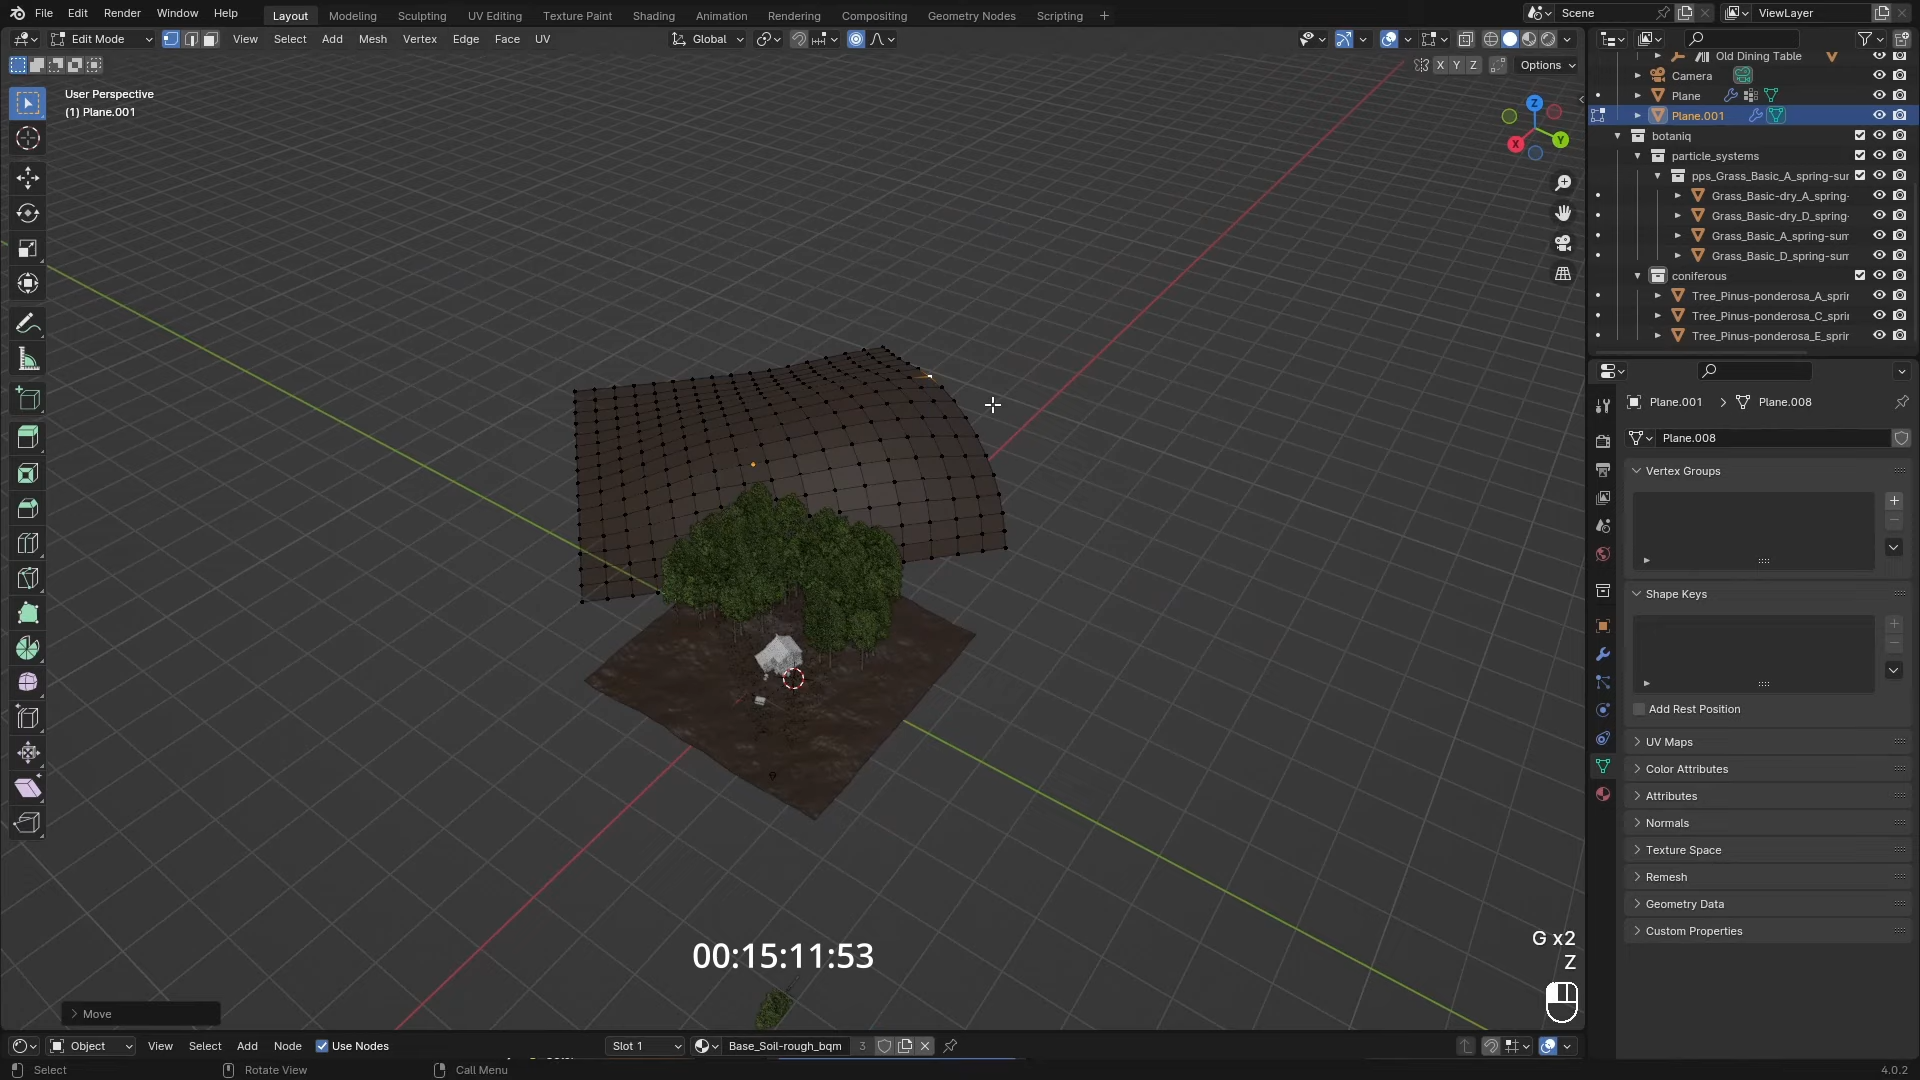 File Edit Render Window Help
Layout Modeling Sculpting UV Editing Texture Paint Shading Animation Rendering Compositing Geometry Nodes Scripting +
Scene
ViewLayer
Edit Mode View Select Add Mesh Vertex Edge Face UV
Global
X Y Z Options
User Perspective
(1) Plane.001
Z
X
Y
Old Dining Table
Camera
Plane
Plane.001
botaniq
particle_systems
pps_Grass_Basic_A_spring-sur
Grass_Basic-dry_A_spring-
Grass_Basic-dry_D_spring-
Grass_Basic_A_spring-sum
Grass_Basic_D_spring-sum
coniferous
Tree_Pinus-ponderosa_A_sprin
Tree_Pinus-ponderosa_C_sprin
Tree_Pinus-ponderosa_E_sprin
Plane.001 > Plane.008
Plane.008
Vertex Groups
Shape Keys
Add Rest Position
UV Maps
Color Attributes
Attributes
Normals
Texture Space
Remesh
Geometry Data
Custom Properties
00:15:11:53
G x2
Z
Move
Object View Select Add Node Use Nodes Slot 1 Base_Soil-rough_bqm 3
Select Rotate View Call Menu 4.0.2